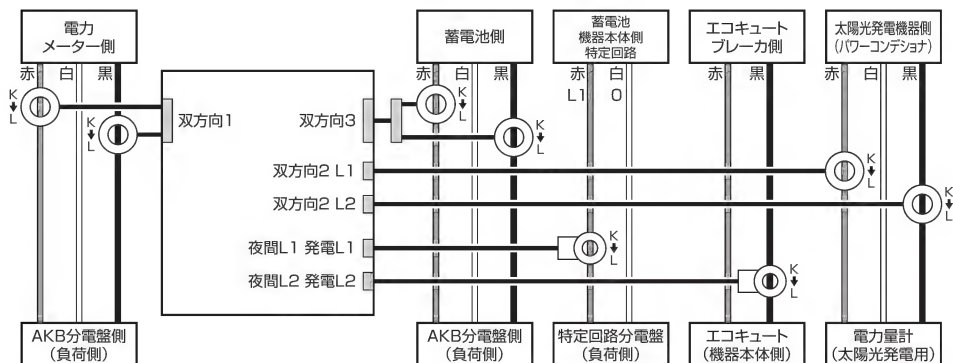 電力
メーター側
蓄電池側
蓄電池
機器本体側
特定回路
エコキュート
ブレーカ側
太陽光発電機器側
(パワーコンデショナ)
赤 白 黒
赤 白 黒
赤 白
L1 0
赤 黒
赤 白 黒
K
L
K
L
双方向1
双方向3
K
L
K
L
双方向2 L1
K
L
双方向2 L2
K
L
夜間L1 発電L1
K
L
夜間L2 発電L2
K
L
AKB分電盤側
(負荷側)
AKB分電盤側
(負荷側)
特定回路分電盤
(負荷側)
エコキュート
(機器本体側)
電力量計
(太陽光発電用)